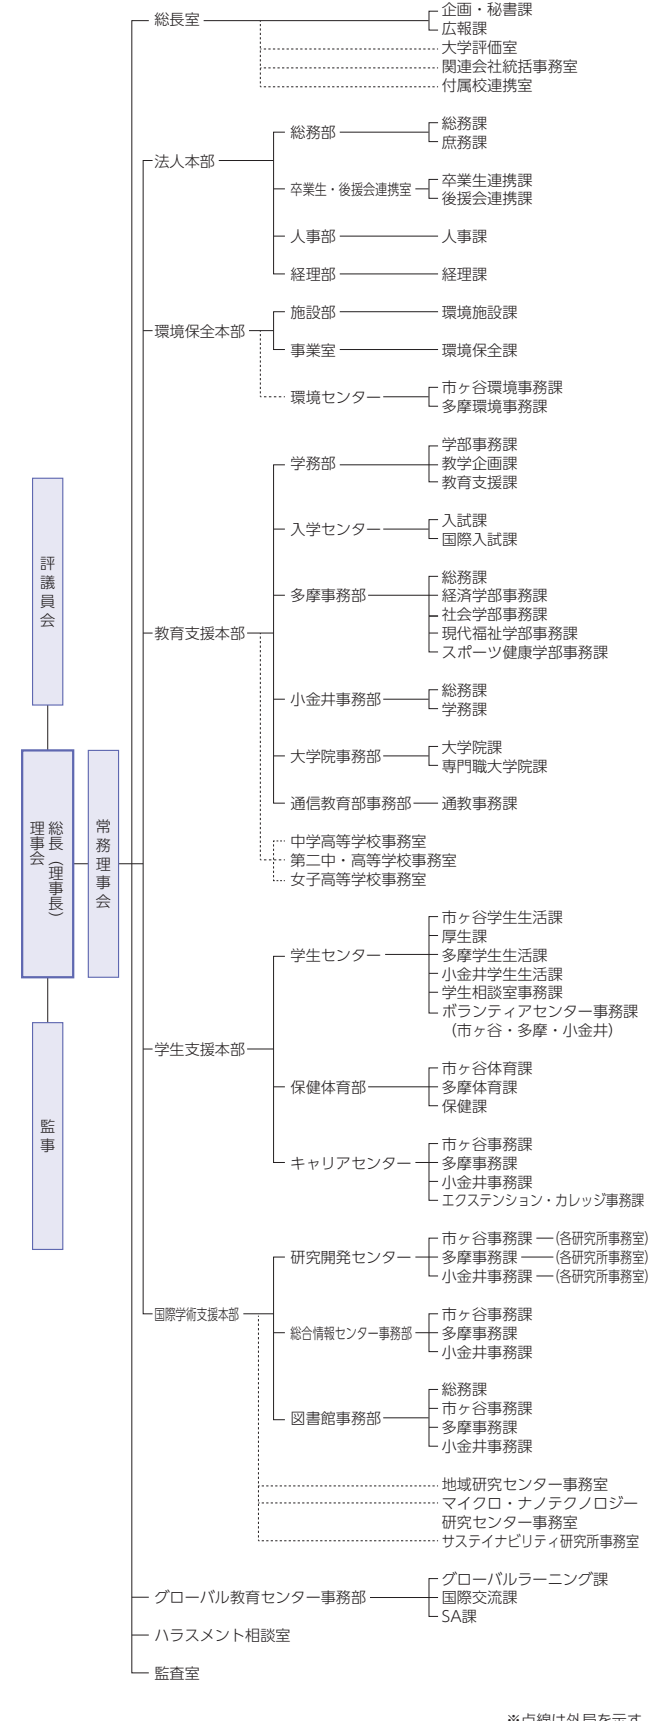 総長室
企画・秘書課
広報課
大学評価室
関連会社統括事務室
付属校連携室
法人本部
総務部
総務課
庶務課
卒業生・後援会連携室
卒業生連携課
後援会連携課
人事部
人事課
経理部
経理課
環境保全本部
施設部
環境施設課
事業室
環境保全課
環境センター
市ヶ谷環境事務課
多摩環境事務課
評議員会
総長（理事長）
理事会
常務理事会
監事
教育支援本部
学務部
学部事務課
教学企画課
教育支援課
入学センター
入試課
国際入試課
多摩事務部
総務課
経済学部事務課
社会学部事務課
現代福祉学部事務課
スポーツ健康学部事務課
小金井事務部
総務課
学務課
大学院事務部
大学院課
専門職大学院課
通信教育部事務部
通教事務課
中学高等学校事務室
第二中・高等学校事務室
女子高等学校事務室
学生支援本部
学生センター
市ヶ谷学生生活課
厚生課
多摩学生生活課
小金井学生生活課
学生相談室事務課
ボランティアセンター事務課
（市ヶ谷・多摩・小金井）
保健体育部
市ヶ谷体育課
多摩体育課
保健課
キャリアセンター
市ヶ谷事務課
多摩事務課
小金井事務課
エクステンション・カレッジ事務課
国際学術支援本部
研究開発センター
市ヶ谷事務課 (各研究所事務室)
多摩事務課 (各研究所事務室)
小金井事務課 (各研究所事務室)
総合情報センター事務部
市ヶ谷事務課
多摩事務課
小金井事務課
図書館事務部
総務課
市ヶ谷事務課
多摩事務課
小金井事務課
地域研究センター事務室
マイクロ・ナノテクノロジー
研究センター事務室
サステイナビリティ研究所事務室
グローバル教育センター事務部
グローバルラーニング課
国際交流課
SA課
ハラスメント相談室
監査室
※点線は外局を示す